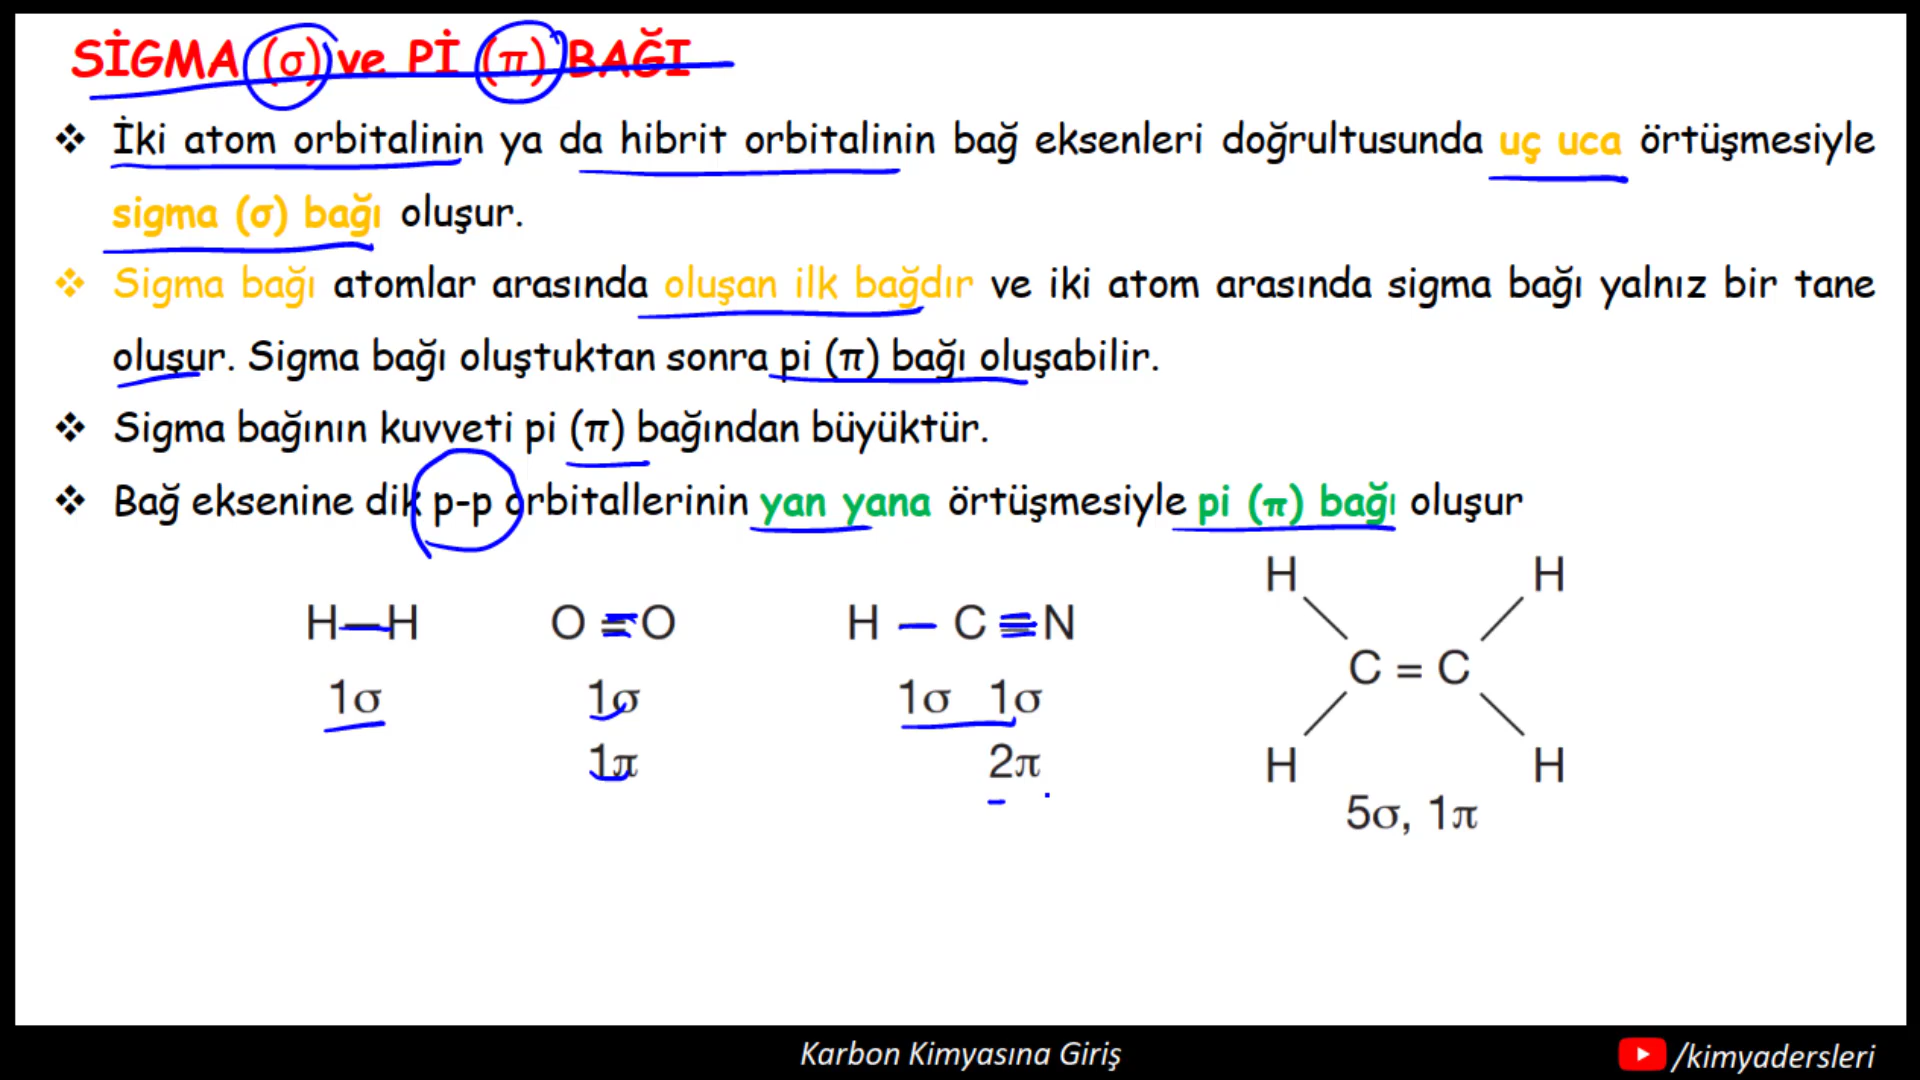 SİGMA (σ) ve Pİ (π) BAĞI
❖ İki atom orbitalinin ya da hibrit orbitalinin bağ eksenleri doğrultusunda uç uca örtüşmesiyle
sigma (σ) bağı oluşur.
❖ Sigma bağı atomlar arasında oluşan ilk bağdır ve iki atom arasında sigma bağı yalnız bir tane
oluşur. Sigma bağı oluştuktan sonra pi (π) bağı oluşabilir.
❖ Sigma bağının kuvveti pi (π) bağından büyüktür.
❖ Bağ eksenine dik p-p orbitallerinin yan yana örtüşmesiyle pi (π) bağı oluşur
H H
H—H O = O H — C ≡ N
C = C
1σ 1σ 1σ 1σ
1π 2π
H H
5σ, 1π
Karbon Kimyasına Giriş
/kimyadersleri